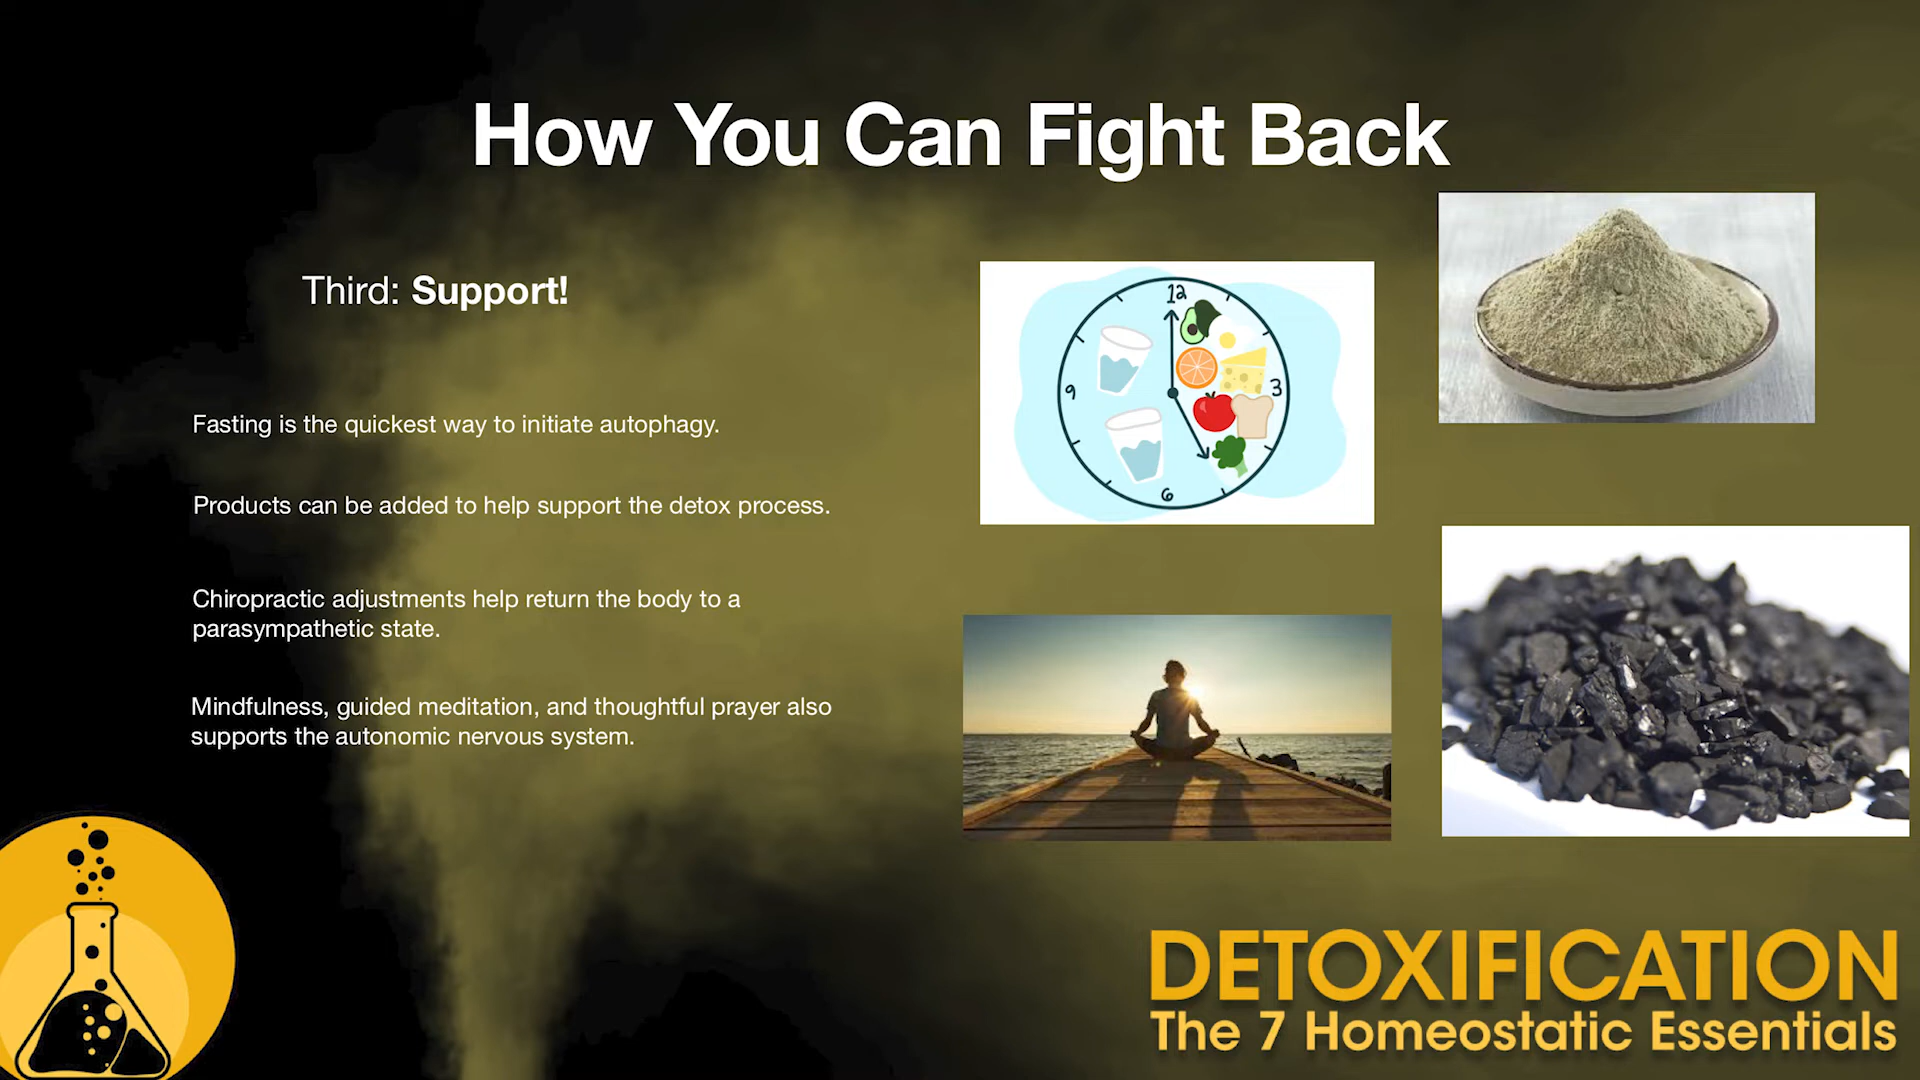 How You Can Fight Back
Third: Support!
Fasting is the quickest way to initiate autophagy.
Products can be added to help support the detox process.
Chiropractic adjustments help return the body to a
parasympathetic state.
Mindfulness, guided meditation, and thoughtful prayer also
supports the autonomic nervous system.
12
3
6
9
DETOXIFICATION
The 7 Homeostatic Essentials